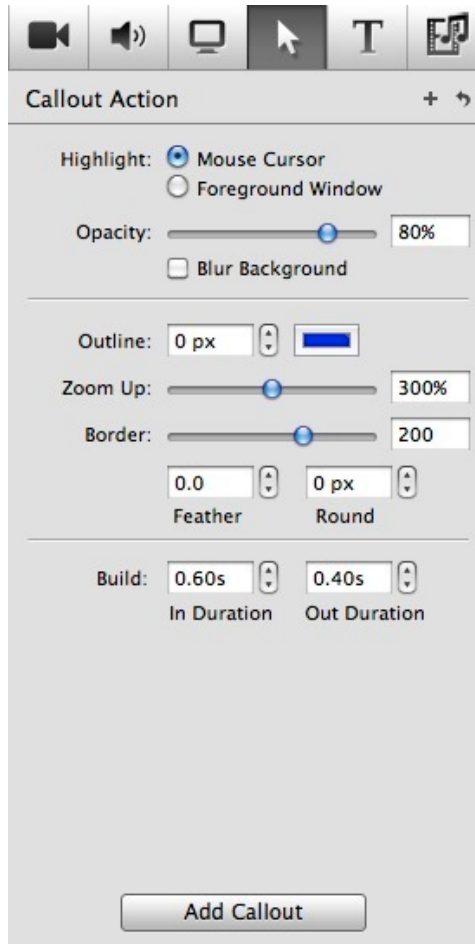 T
Callout Action
Highlight: Mouse Cursor
Foreground Window
Opacity: 80%
Blur Background
Outline: 0 px
Zoom Up: 300%
Border: 200
0.0 0 px
Feather Round
Build: 0.60s 0.40s
In Duration Out Duration
Add Callout